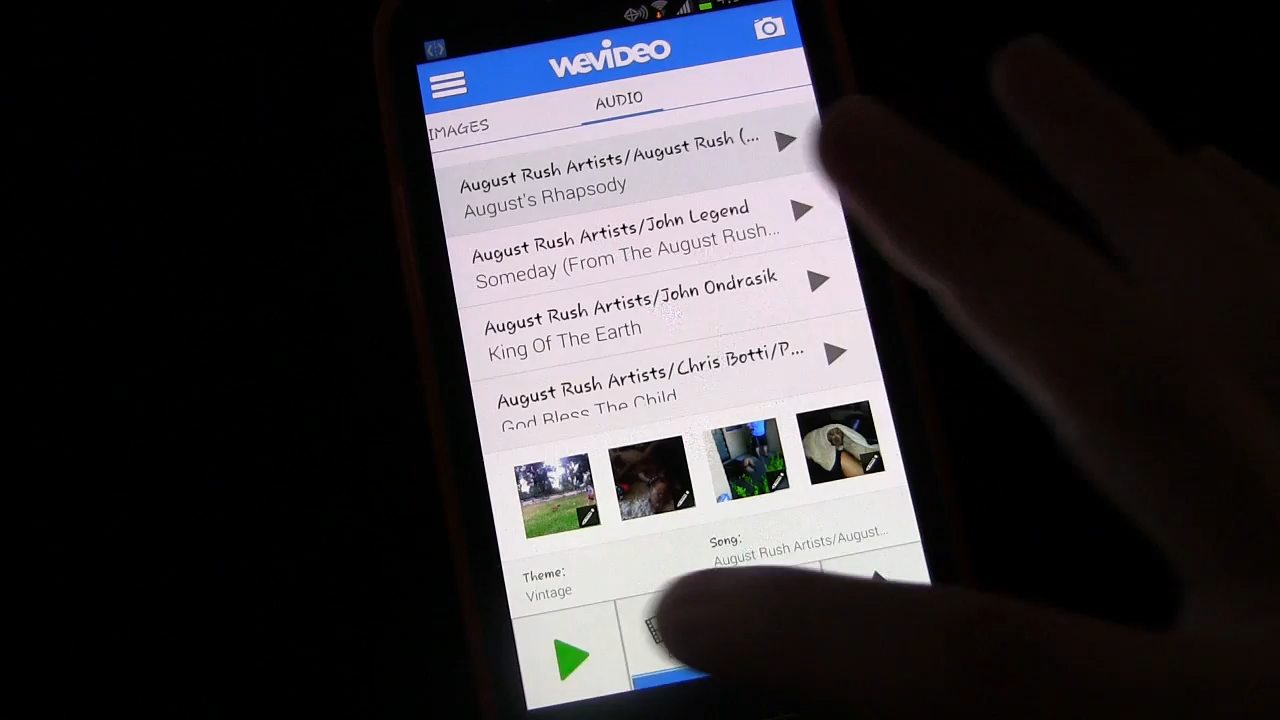 WEVIDEO
IMAGES
AUDIO
August Rush Artists/August Rush (...
August's Rhapsody
August Rush Artists/John Legend
Someday (From The August Rush...
August Rush Artists/John Ondrasik
King Of The Earth
August Rush Artists/Chris Botti/P...
God Bless The Child
Theme:
Vintage
Song:
August Rush Artists/August...